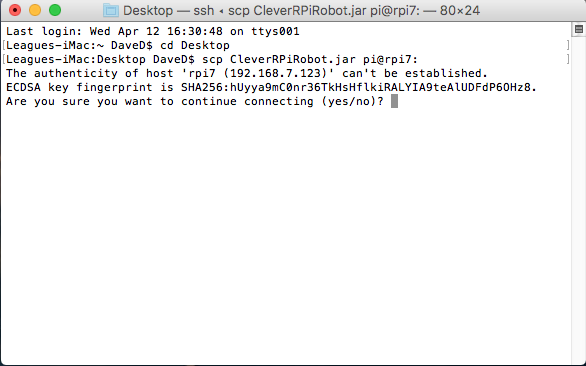 Desktop — ssh ◂ scp CleverRPiRobot.jar pi@rpi7: — 80×24
Last login: Wed Apr 12 16:30:48 on ttys001
[Leagues-iMac:~ DaveD$ cd Desktop ]
[Leagues-iMac:Desktop DaveD$ scp CleverRPiRobot.jar pi@rpi7: ]
The authenticity of host 'rpi7 (192.168.7.123)' can't be established.
ECDSA key fingerprint is SHA256:hUyya9mC0nr36TkHsHflkiRALYIA9teAlUDFdP6OHz8.
Are you sure you want to continue connecting (yes/no)?